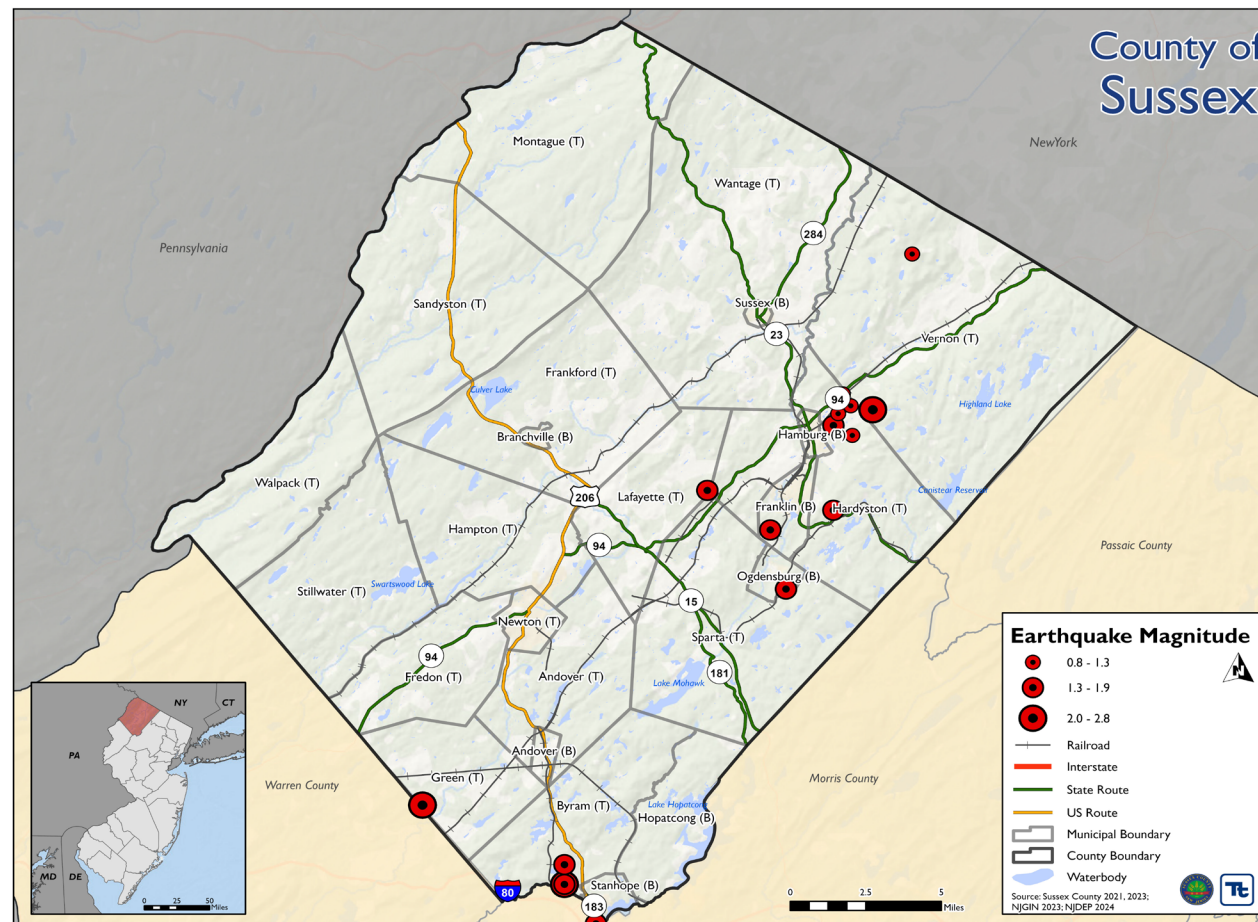 County of
Sussex
NewYork
Pennsylvania
Montague (T)
Wantage (T)
284
Sandyston (T)
Sussex (B)
23
Vernon (T)
Frankford (T)
Culver Lake
94
Highland Lake
Branchville (B)
Hamburg (B)
Walpack (T)
206
Lafayette (T)
Franklin (B)
Hardyston (T)
Hampton (T)
94
Passaic County
Ogdensburg (B)
Swartswood Lake
Stillwater (T)
15
Newton (T)
Sparta (T)
94
181
Fredon (T)
Andover (T)
Lake Mohawk
Andover (B)
Green (T)
Warren County
Morris County
Byram (T)
Lake Hopatcong
Hopatcong (B)
Stanhope (B)
80
183
NY
CT
PA
MD
DE
0 25 50
Miles
0 2.5 5
Miles
Earthquake Magnitude
N
0.8 - 1.3
1.3 - 1.9
2.0 - 2.8
Railroad
Interstate
State Route
US Route
Municipal Boundary
County Boundary
Waterbody
Source: Sussex County 2021, 2023;
NJGIN 2023; NJDEP 2024
Tt